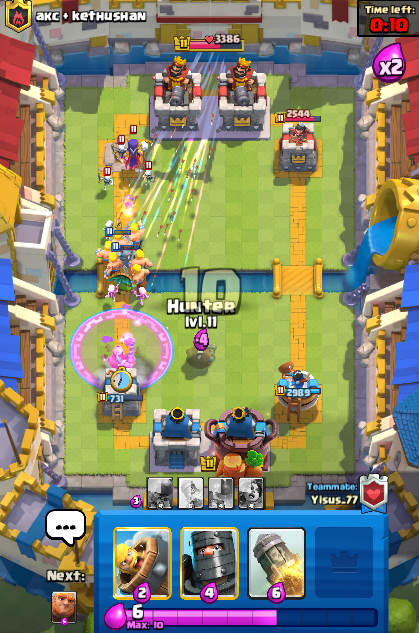 akc + kethushan
Time left:
0:10
3386
x2
2544
10
Hunter
lvl.11
4
731
2989
Teammate:
Yisus_77
3
...
Next:
2
4
6
6
Max: 10